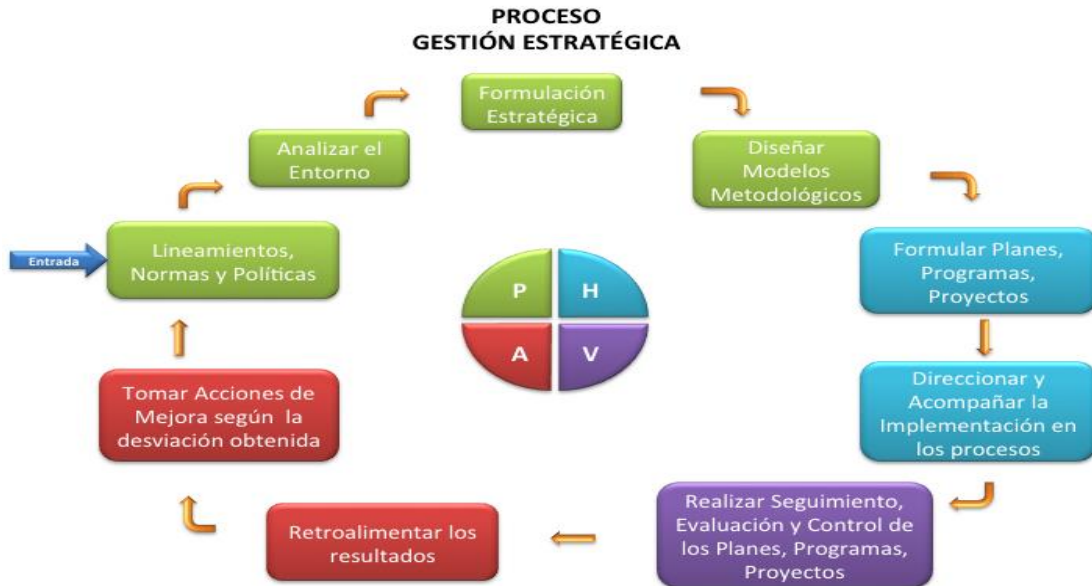 PROCESO
GESTIÓN ESTRATÉGICA
Formulación
Estratégica
Analizar el
Entorno
Diseñar
Modelos
Metodológicos
Entrada
Lineamientos,
Normas y Políticas
Formular Planes,
Programas,
Proyectos
P
H
A
V
Tomar Acciones de
Mejora según la
desviación obtenida
Direccionar y
Acompañar la
Implementación en
los procesos
Retroalimentar los
resultados
Realizar Seguimiento,
Evaluación y Control de
los Planes, Programas,
Proyectos